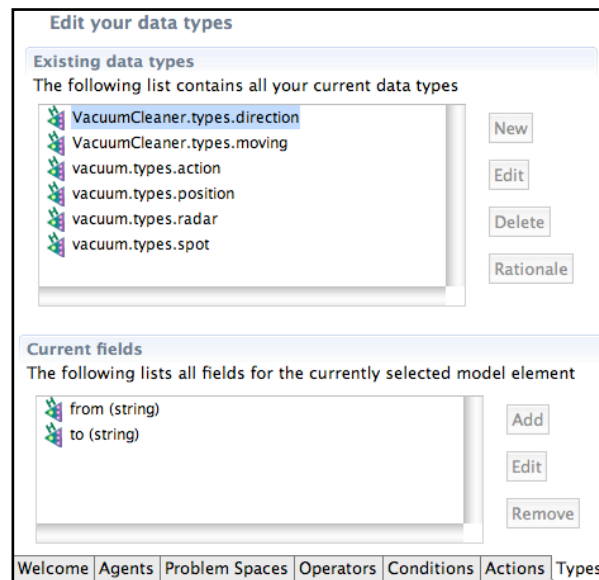 Edit your data types
Existing data types
The following list contains all your current data types
VacuumCleaner.types.direction
VacuumCleaner.types.moving
vacuum.types.action
vacuum.types.position
vacuum.types.radar
vacuum.types.spot
New
Edit
Delete
Rationale
Current fields
The following lists all fields for the currently selected model element
from (string)
to (string)
Add
Edit
Remove
Welcome Agents Problem Spaces Operators Conditions Actions Types